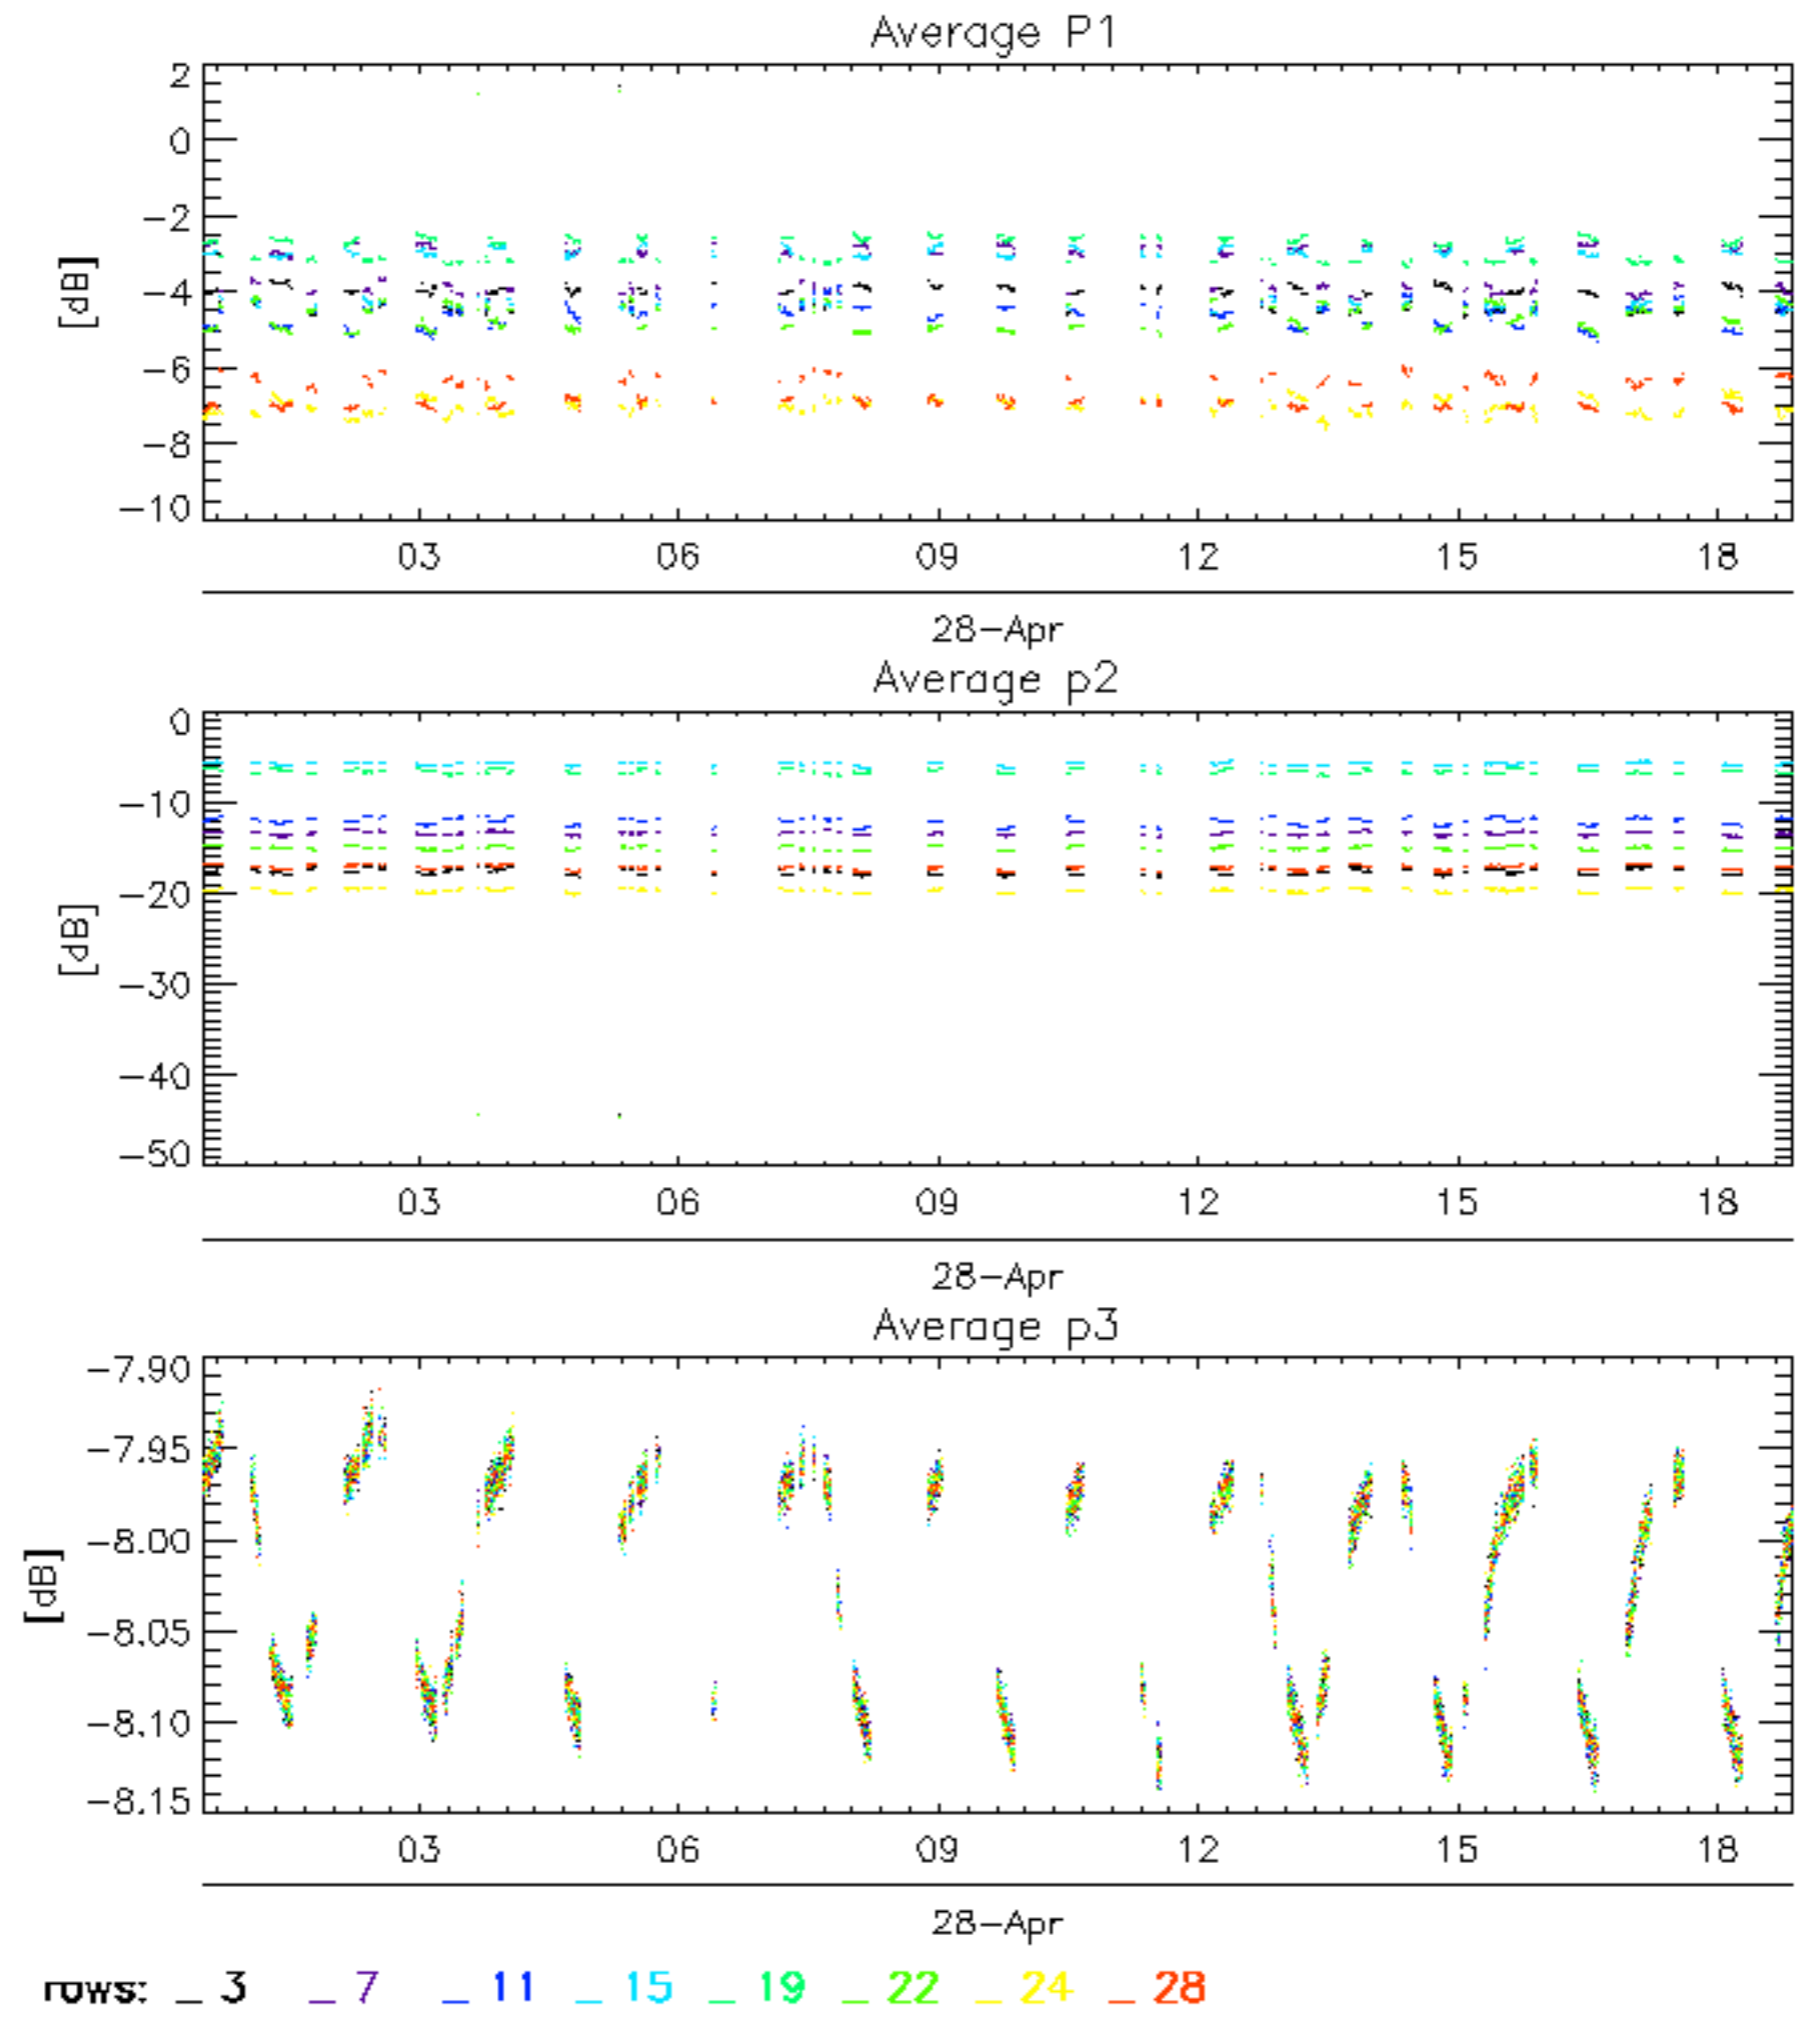 Average P1
2
0
−2
−4
−6
−8
−10
[dB]
03 06 09 12 15 18
28−Apr
Average p2
0
−10
−20
−30
−40
−50
[dB]
03 06 09 12 15 18
28−Apr
Average p3
−7.90
−7.95
−8.00
−8.05
−8.10
−8.15
[dB]
03 06 09 12 15 18
28−Apr
rows: _ 3 _ 7 _ 11 _ 15 _ 19 _ 22 _ 24 _ 28